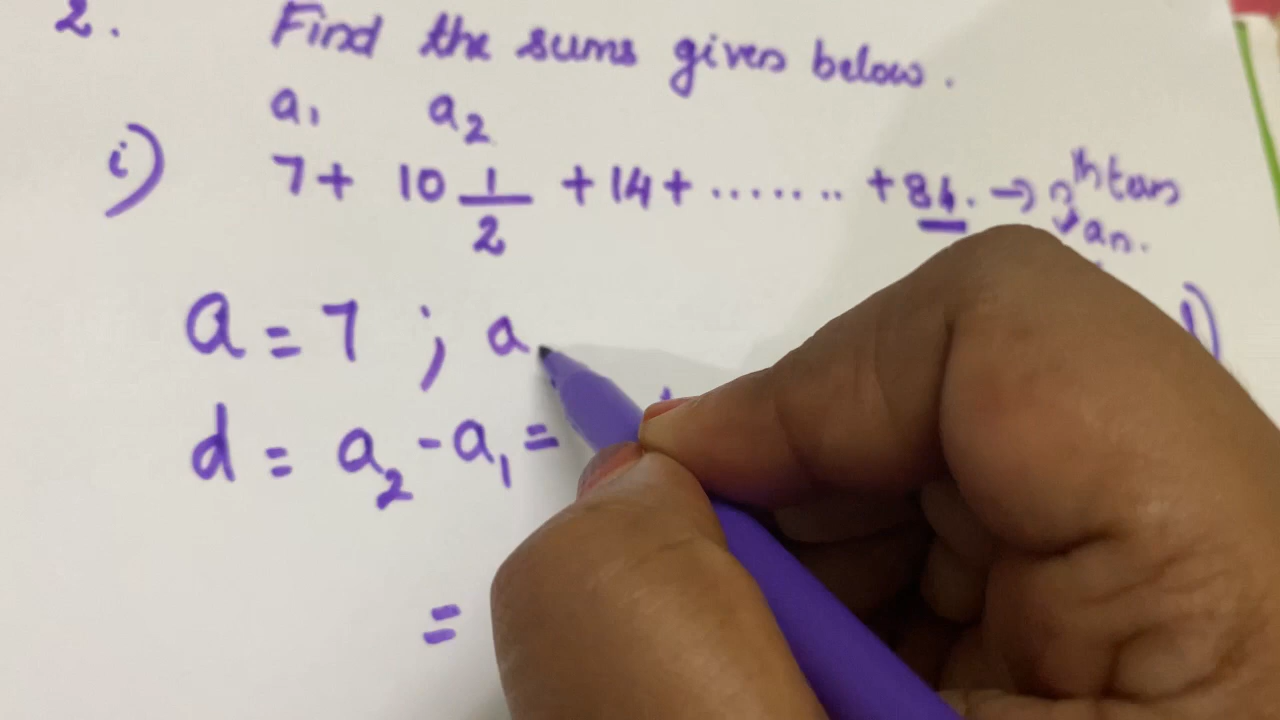 2. Find the sums given below.
a₁ a₂
i) 7 + 10 1/2 + 14 + ....... + 84. → nth
↓ an.
a = 7 ; a
d = a₂ - a₁ =
=